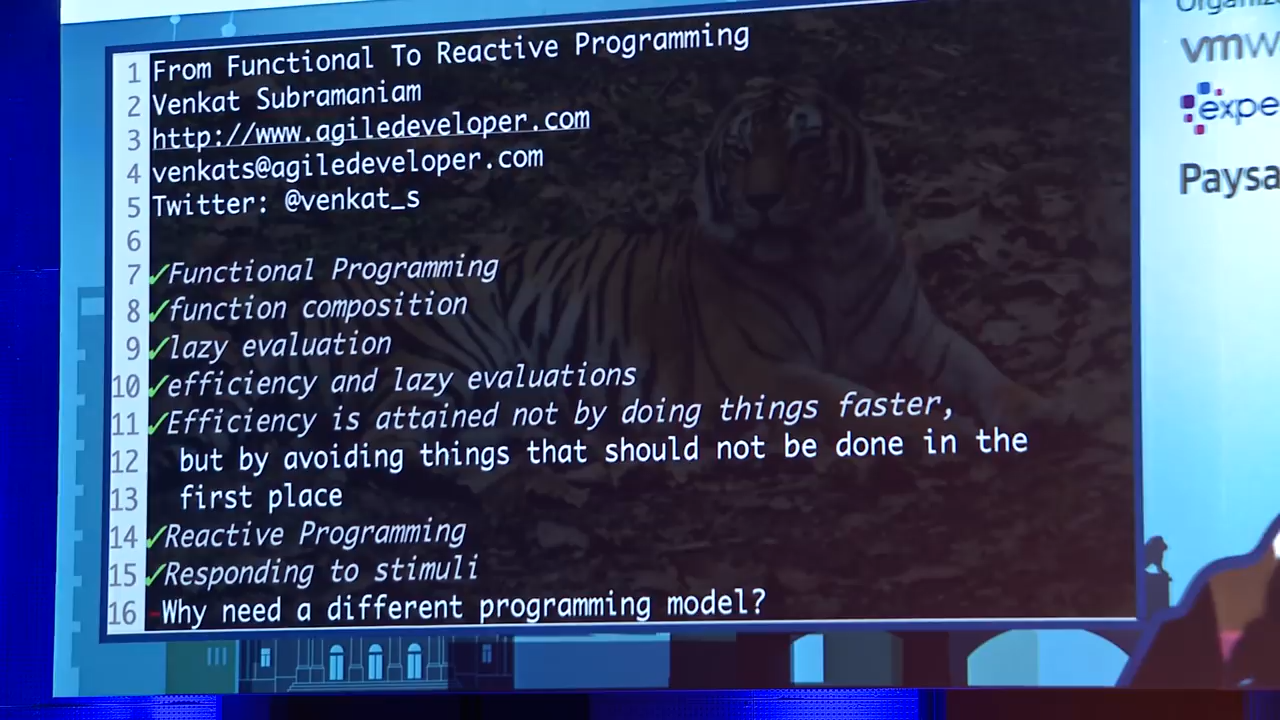 1 From Functional To Reactive Programming
2 Venkat Subramaniam
3 http://www.agiledeveloper.com
4 venkats@agiledeveloper.com
5 Twitter: @venkat_s
6
7 ✓Functional Programming
8 ✓function composition
9 ✓lazy evaluation
10 ✓efficiency and lazy evaluations
11 ✓Efficiency is attained not by doing things faster,
12 but by avoiding things that should not be done in the
13 first place
14 ✓Reactive Programming
15 ✓Responding to stimuli
16 -Why need a different programming model?
Organiz
vmw
expe
Paysa